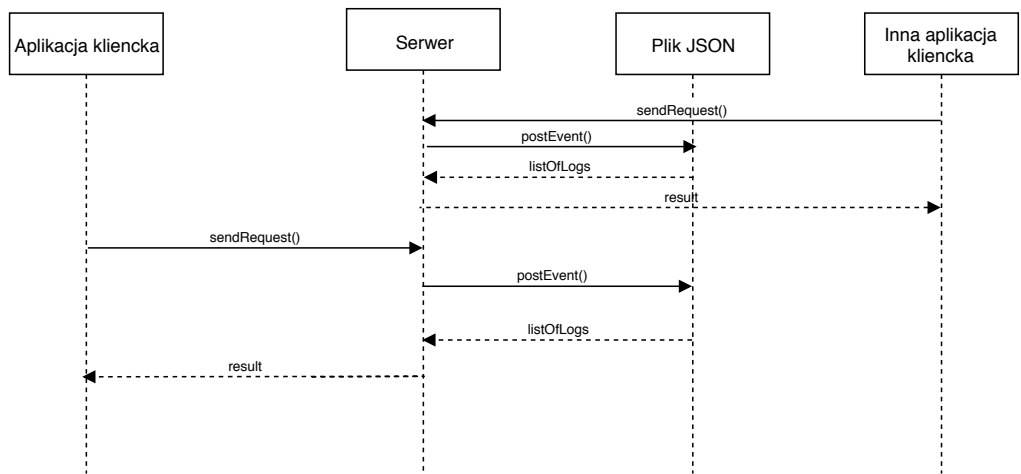 Aplikacja kliencka
Serwer
Plik JSON
Inna aplikacja
kliencka
sendRequest()
postEvent()
listOfLogs
result
sendRequest()
postEvent()
listOfLogs
result